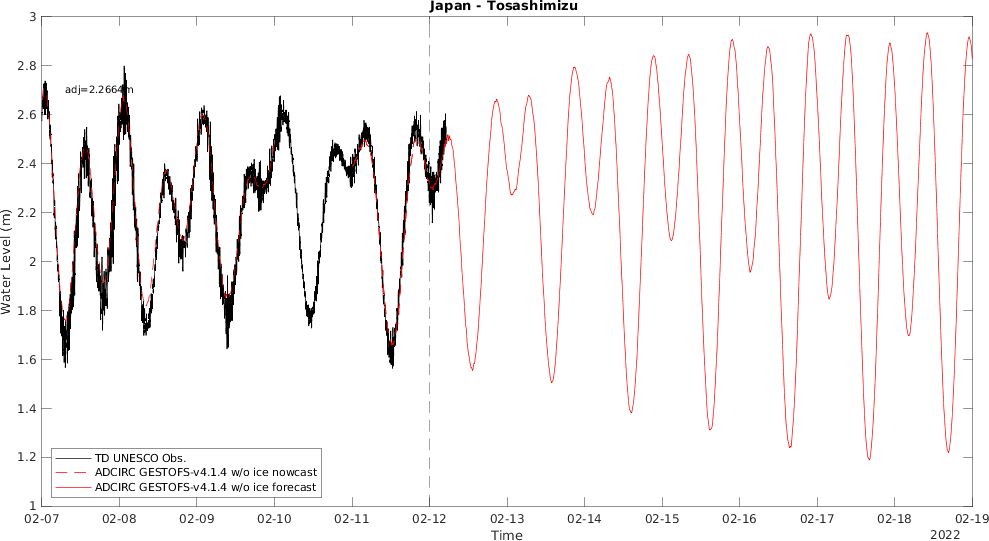 Japan - Tosashimizu
3
2.8
2.6
2.4
2.2
2
1.8
1.6
1.4
1.2
1
Water Level (m)
adj=2.2664m
TD UNESCO Obs.
ADCIRC GESTOFS-v4.1.4 w/o ice nowcast
ADCIRC GESTOFS-v4.1.4 w/o ice forecast
02-07 02-08 02-09 02-10 02-11 02-12 02-13 02-14 02-15 02-16 02-17 02-18 02-19
Time
2022